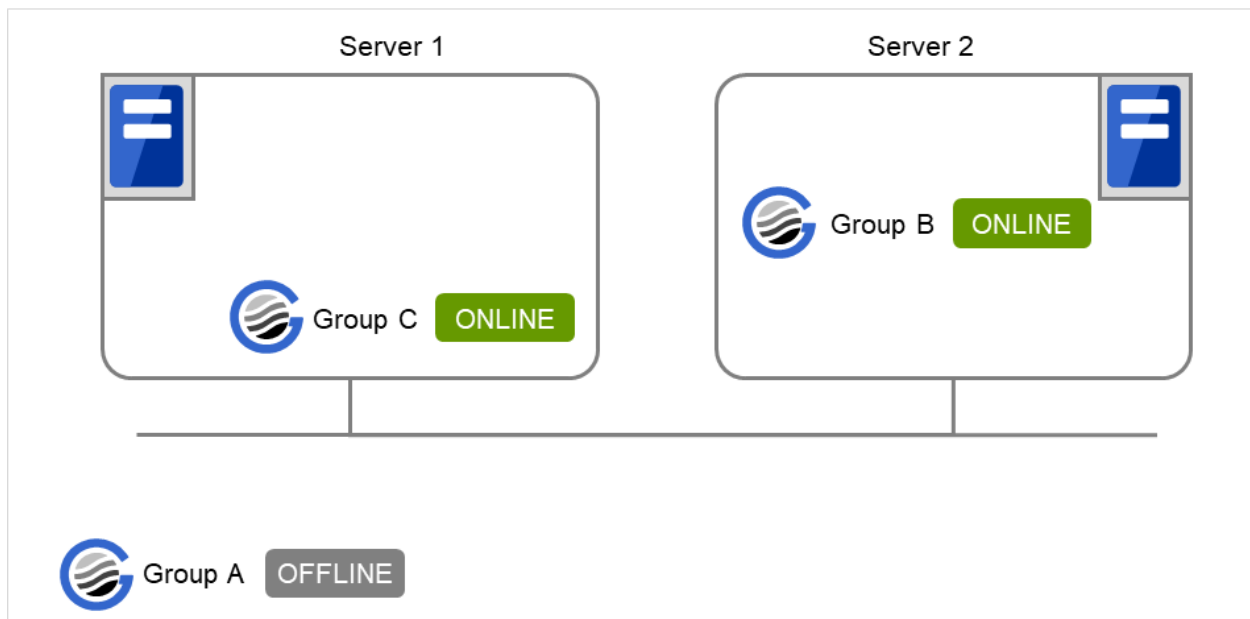 Server 1
Server 2
Group B ONLINE
Group C ONLINE
Group A OFFLINE